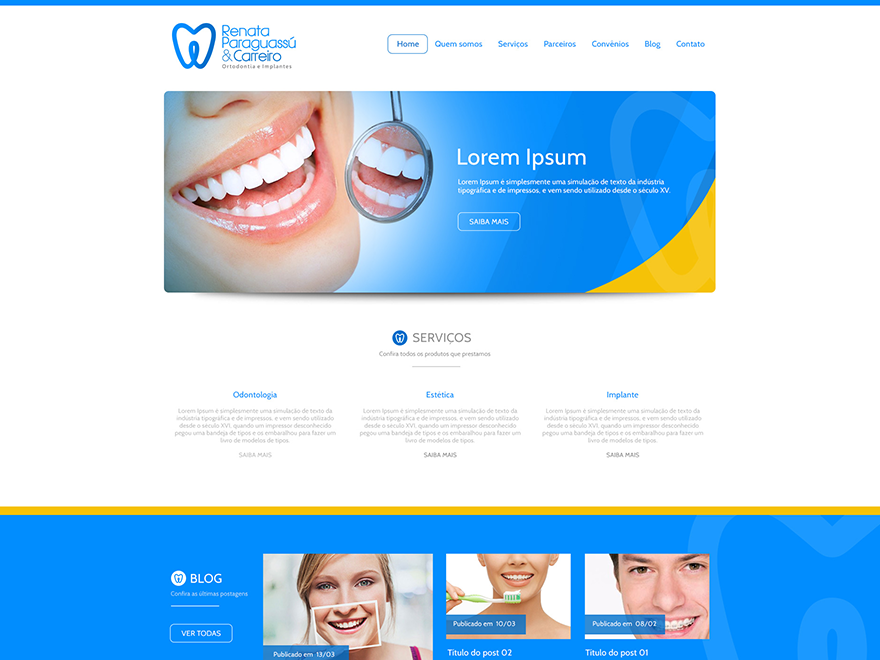 Renata
Paraguassú
&Carreiro
Ortodontia e Implantes
Home Quem somos Serviços Parceiros Convênios Blog Contato
Lorem Ipsum
Lorem Ipsum é simplesmente uma simulação de texto da indústria
tipográfica e de impressos, e vem sendo utilizado desde o século XV.
SAIBA MAIS
SERVIÇOS
Confira todos os produtos que prestamos
Odontologia
Lorem Ipsum é simplesmente uma simulação de texto da
indústria tipográfica e de impressos, e vem sendo utilizado
desde o século XVI, quando um impressor desconhecido
pegou uma bandeja de tipos e os embaralhou para fazer um
livro de modelos de tipos.
SAIBA MAIS
Estética
Lorem Ipsum é simplesmente uma simulação de texto da
indústria tipográfica e de impressos, e vem sendo utilizado
desde o século XVI, quando um impressor desconhecido
pegou uma bandeja de tipos e os embaralhou para fazer um
livro de modelos de tipos.
SAIBA MAIS
Implante
Lorem Ipsum é simplesmente uma simulação de texto da
indústria tipográfica e de impressos, e vem sendo utilizado
desde o século XVI, quando um impressor desconhecido
pegou uma bandeja de tipos e os embaralhou para fazer um
livro de modelos de tipos.
SAIBA MAIS
BLOG
Confira as últimas postagens
VER TODAS
Publicado em 13/03
Publicado em 10/03
Título do post 02
Publicado em 08/02
Título do post 01